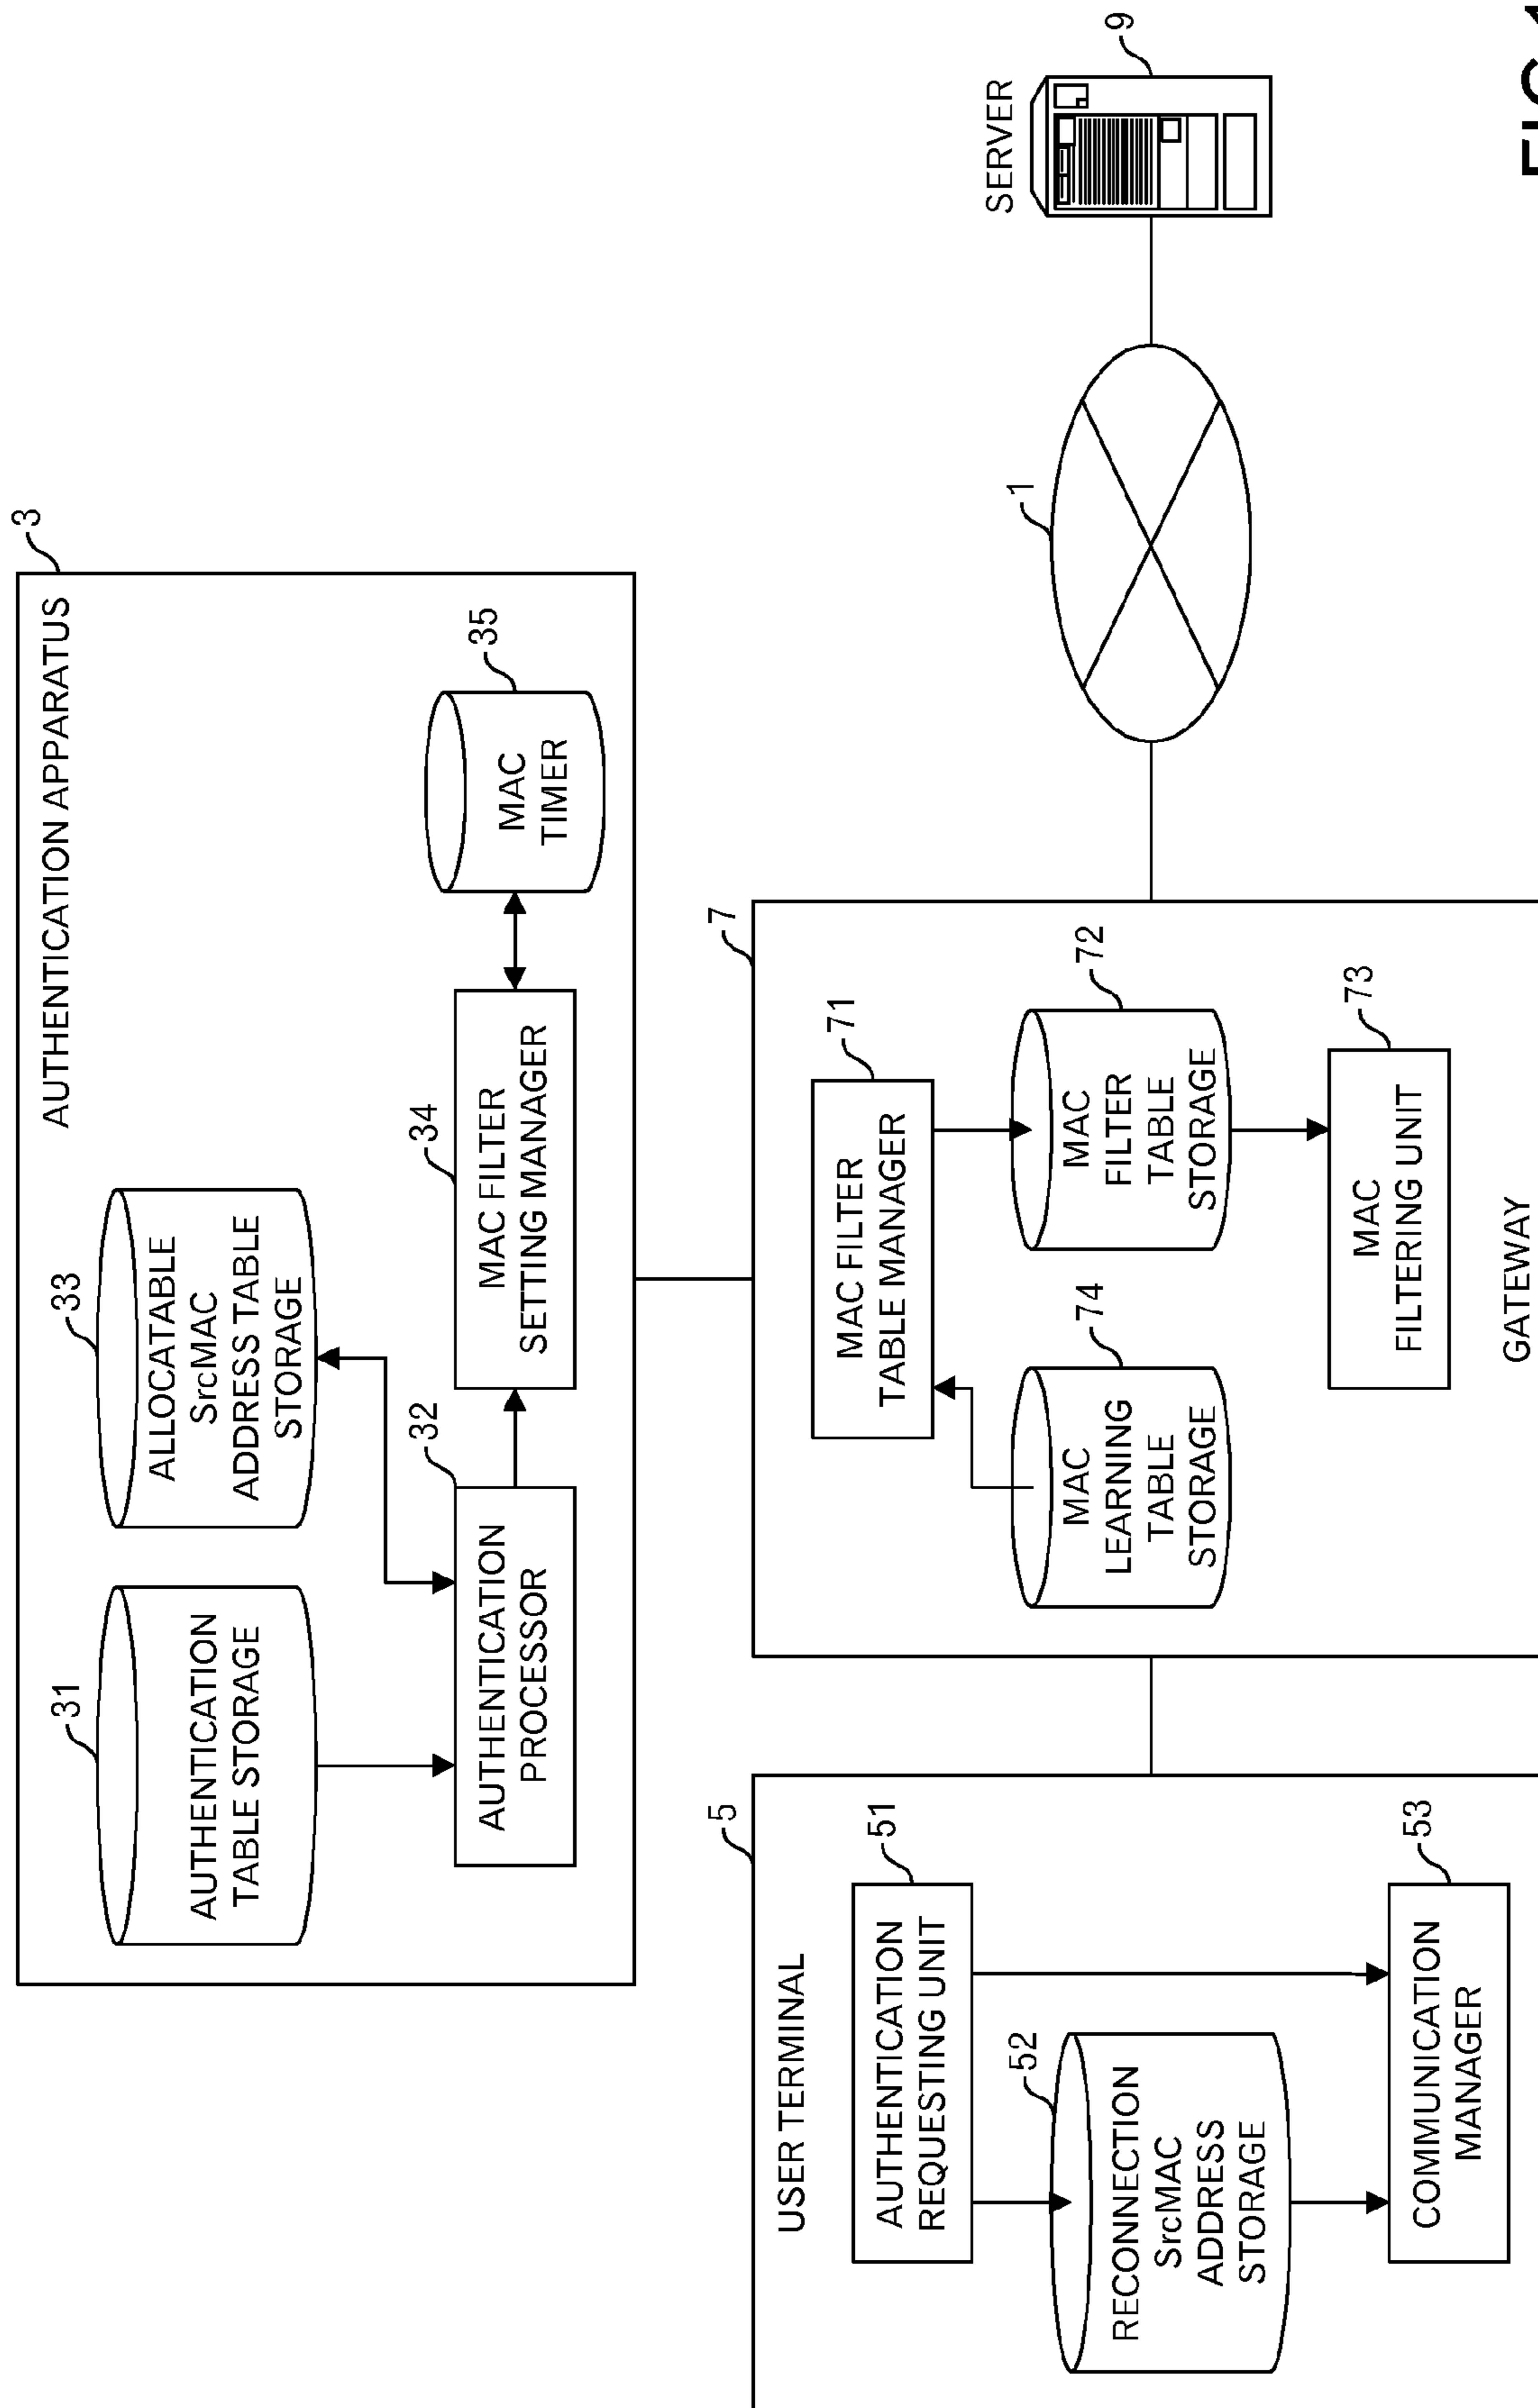 3
AUTHENTICATION APPARATUS
31
AUTHENTICATION
TABLE STORAGE
33
ALLOCATABLE
SrcMAC
ADDRESS TABLE
STORAGE
32
AUTHENTICATION
PROCESSOR
34
MAC FILTER
SETTING MANAGER
35
MAC
TIMER
5
USER TERMINAL
51
AUTHENTICATION
REQUESTING UNIT
52
RECONNECTION
SrcMAC
ADDRESS
STORAGE
53
COMMUNICATION
MANAGER
7
71
MAC FILTER
TABLE MANAGER
74
MAC
LEARNING
TABLE
STORAGE
72
MAC
FILTER
TABLE
STORAGE
73
MAC
FILTERING UNIT
GATEWAY
1
SERVER
9